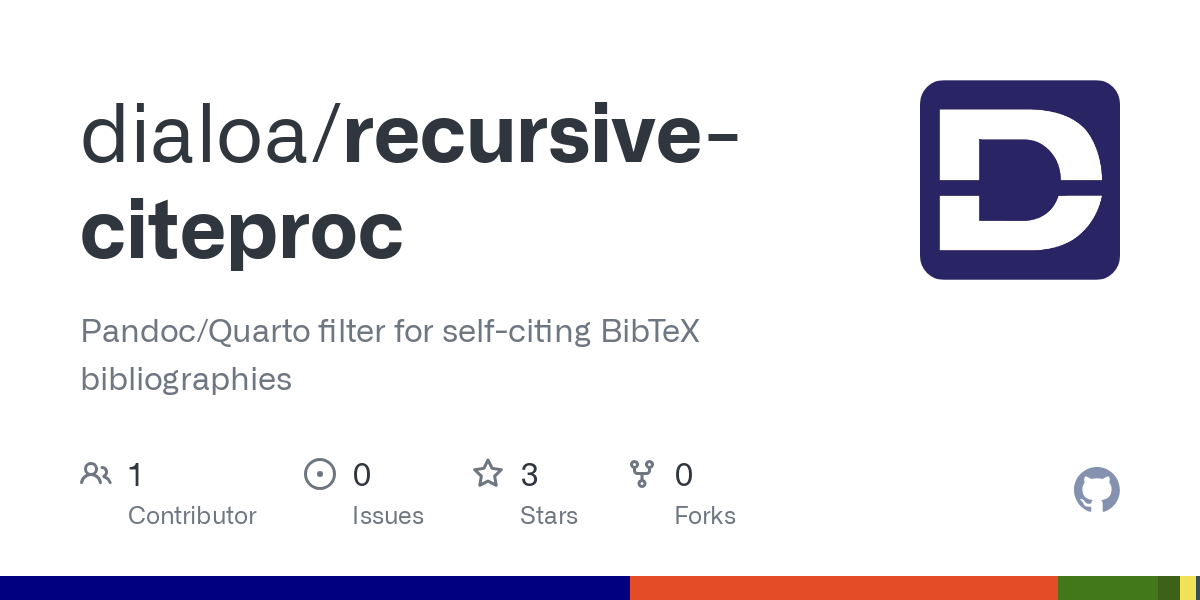 dialoa/recursive-
citeproc
Pandoc/Quarto filter for self-citing BibTeX
bibliographies
1 0 3 0
Contributor Issues Stars Forks